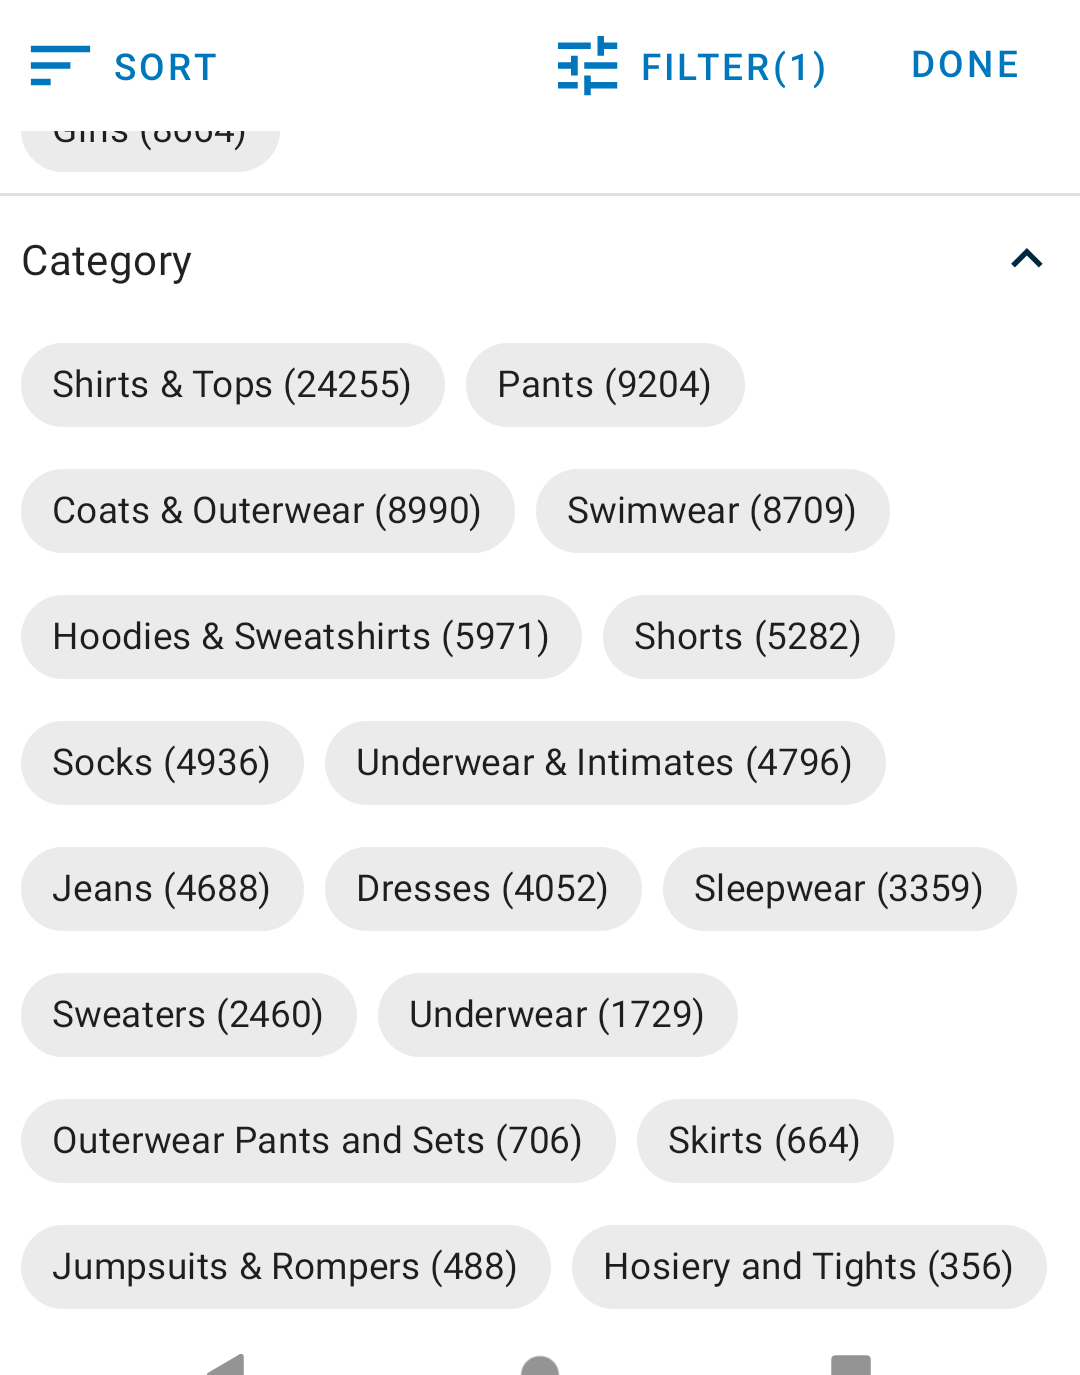 SORT FILTER(1) DONE
Category
Shirts & Tops (24255) Pants (9204)
Coats & Outerwear (8990) Swimwear (8709)
Hoodies & Sweatshirts (5971) Shorts (5282)
Socks (4936) Underwear & Intimates (4796)
Jeans (4688) Dresses (4052) Sleepwear (3359)
Sweaters (2460) Underwear (1729)
Outerwear Pants and Sets (706) Skirts (664)
Jumpsuits & Rompers (488) Hosiery and Tights (356)